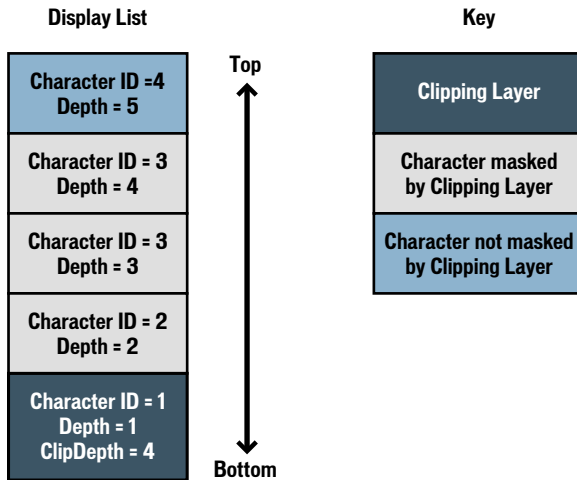 Display List
Character ID =4
Depth = 5
Character ID = 3
Depth = 4
Character ID = 3
Depth = 3
Character ID = 2
Depth = 2
Character ID = 1
Depth = 1
ClipDepth = 4
Top
Bottom
Key
Clipping Layer
Character masked
by Clipping Layer
Character not masked
by Clipping Layer